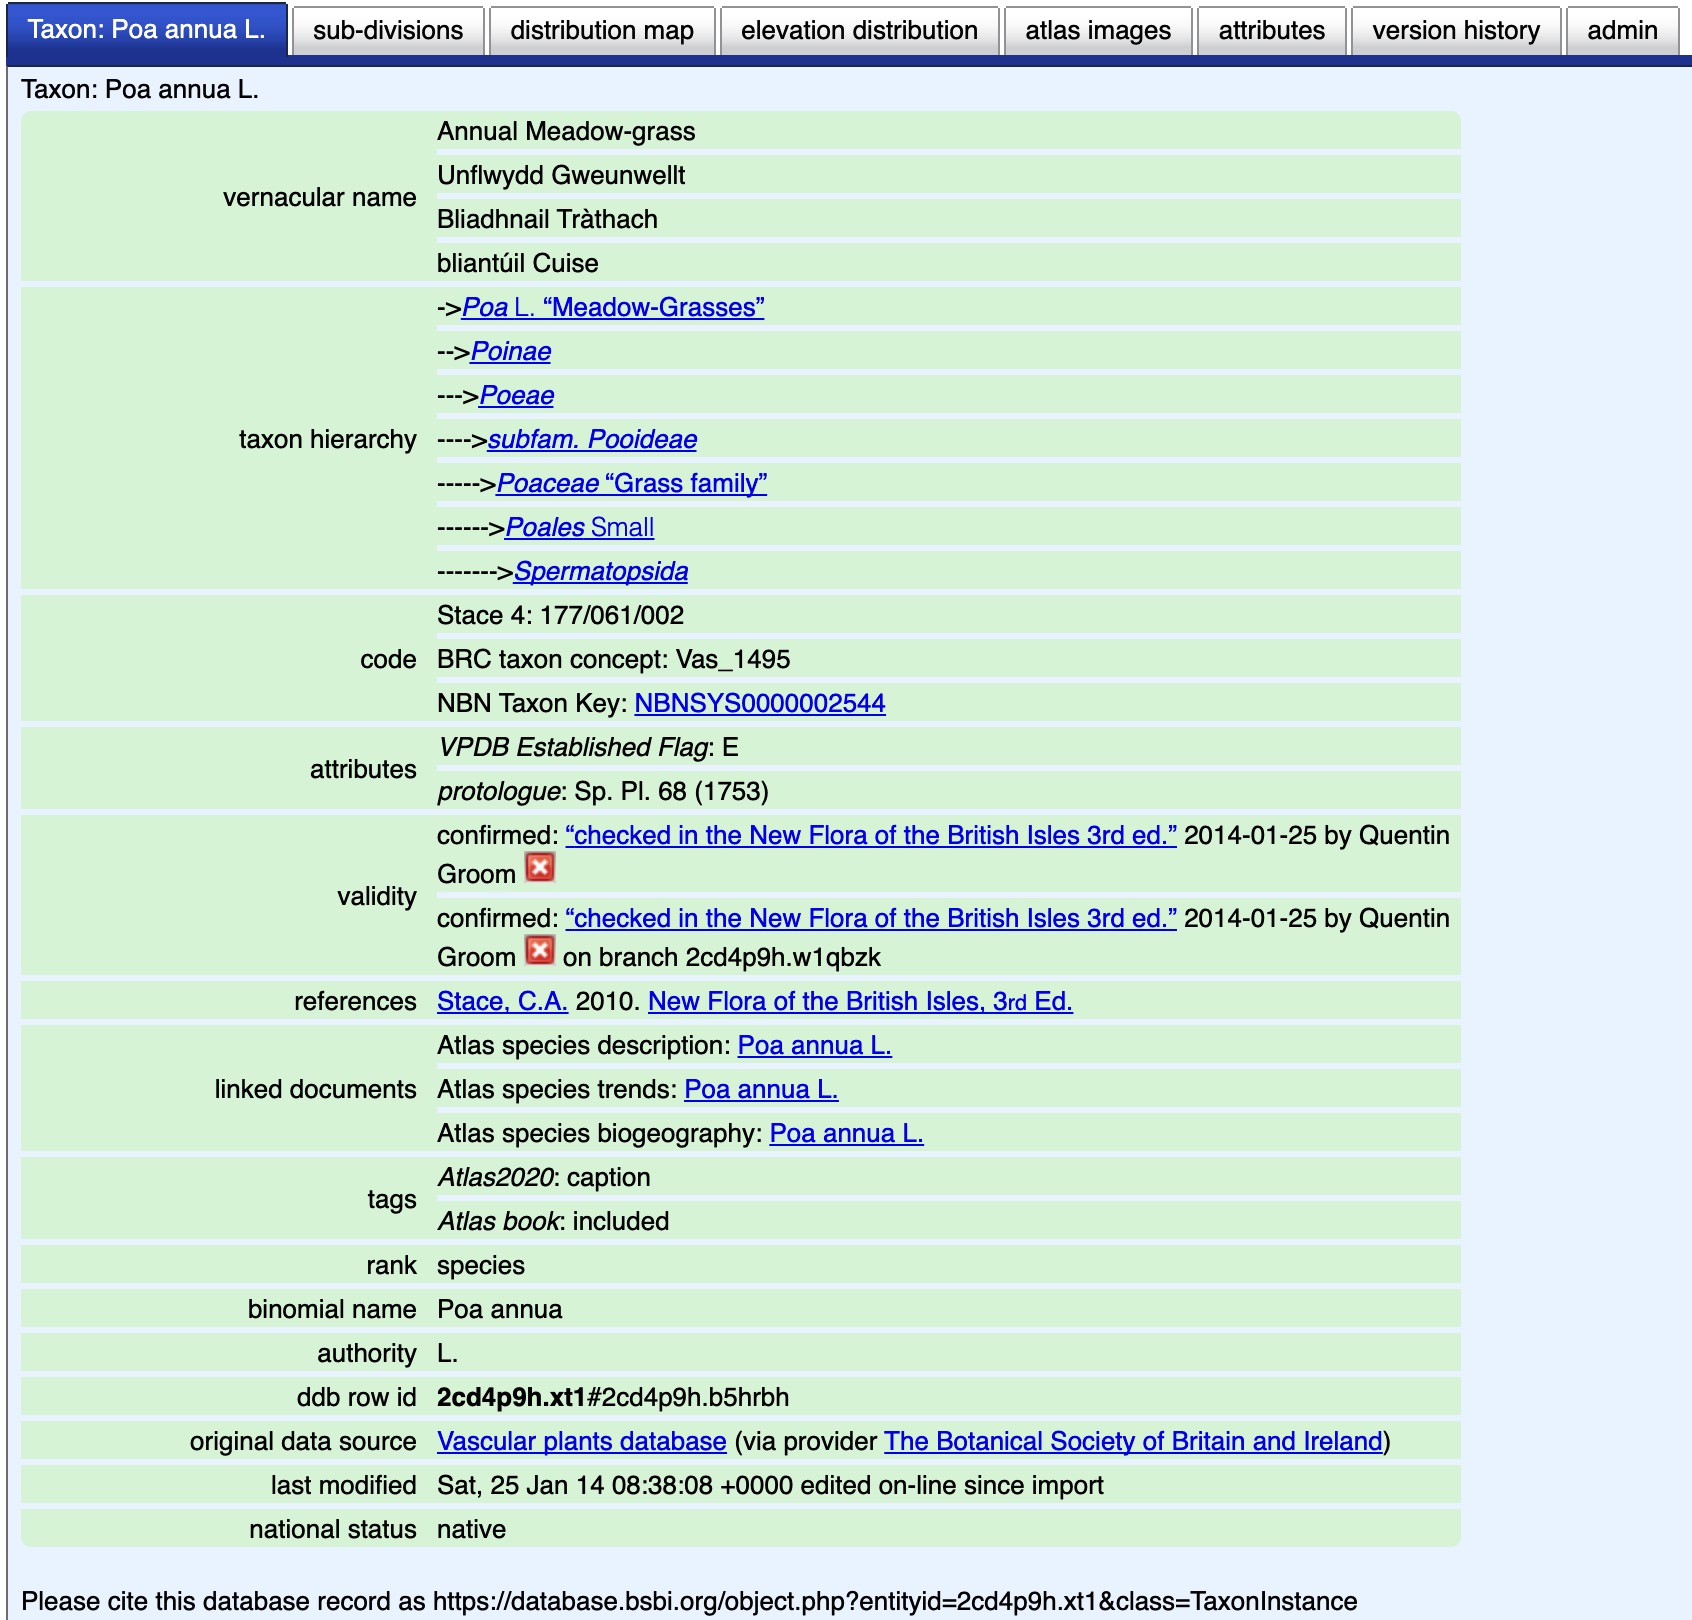 Taxon: Poa annua L.
sub-divisions
distribution map
elevation distribution
atlas images
attributes
version history
admin
Taxon: Poa annua L.
vernacular name
Annual Meadow-grass
Unflwydd Gweunwellt
Bliadhnail Tràthach
bliantúil Cuise
taxon hierarchy
->Poa L. “Meadow-Grasses”
-->Poinae
--->Poeae
---->subfam. Pooideae
----->Poaceae “Grass family”
------>Poales Small
------->Spermatopsida
code
Stace 4: 177/061/002
BRC taxon concept: Vas_1495
NBN Taxon Key: NBNSYS0000002544
attributes
VPDB Established Flag: E
protologue: Sp. Pl. 68 (1753)
validity
confirmed: “checked in the New Flora of the British Isles 3rd ed.” 2014-01-25 by Quentin
Groom
confirmed: “checked in the New Flora of the British Isles 3rd ed.” 2014-01-25 by Quentin
Groom on branch 2cd4p9h.w1qbzk
references Stace, C.A. 2010. New Flora of the British Isles, 3rd Ed.
linked documents
Atlas species description: Poa annua L.
Atlas species trends: Poa annua L.
Atlas species biogeography: Poa annua L.
tags
Atlas2020: caption
Atlas book: included
rank species
binomial name Poa annua
authority L.
ddb row id 2cd4p9h.xt1#2cd4p9h.b5hrbh
original data source Vascular plants database (via provider The Botanical Society of Britain and Ireland)
last modified Sat, 25 Jan 14 08:38:08 +0000 edited on-line since import
national status native
Please cite this database record as https://database.bsbi.org/object.php?entityid=2cd4p9h.xt1&class=TaxonInstance